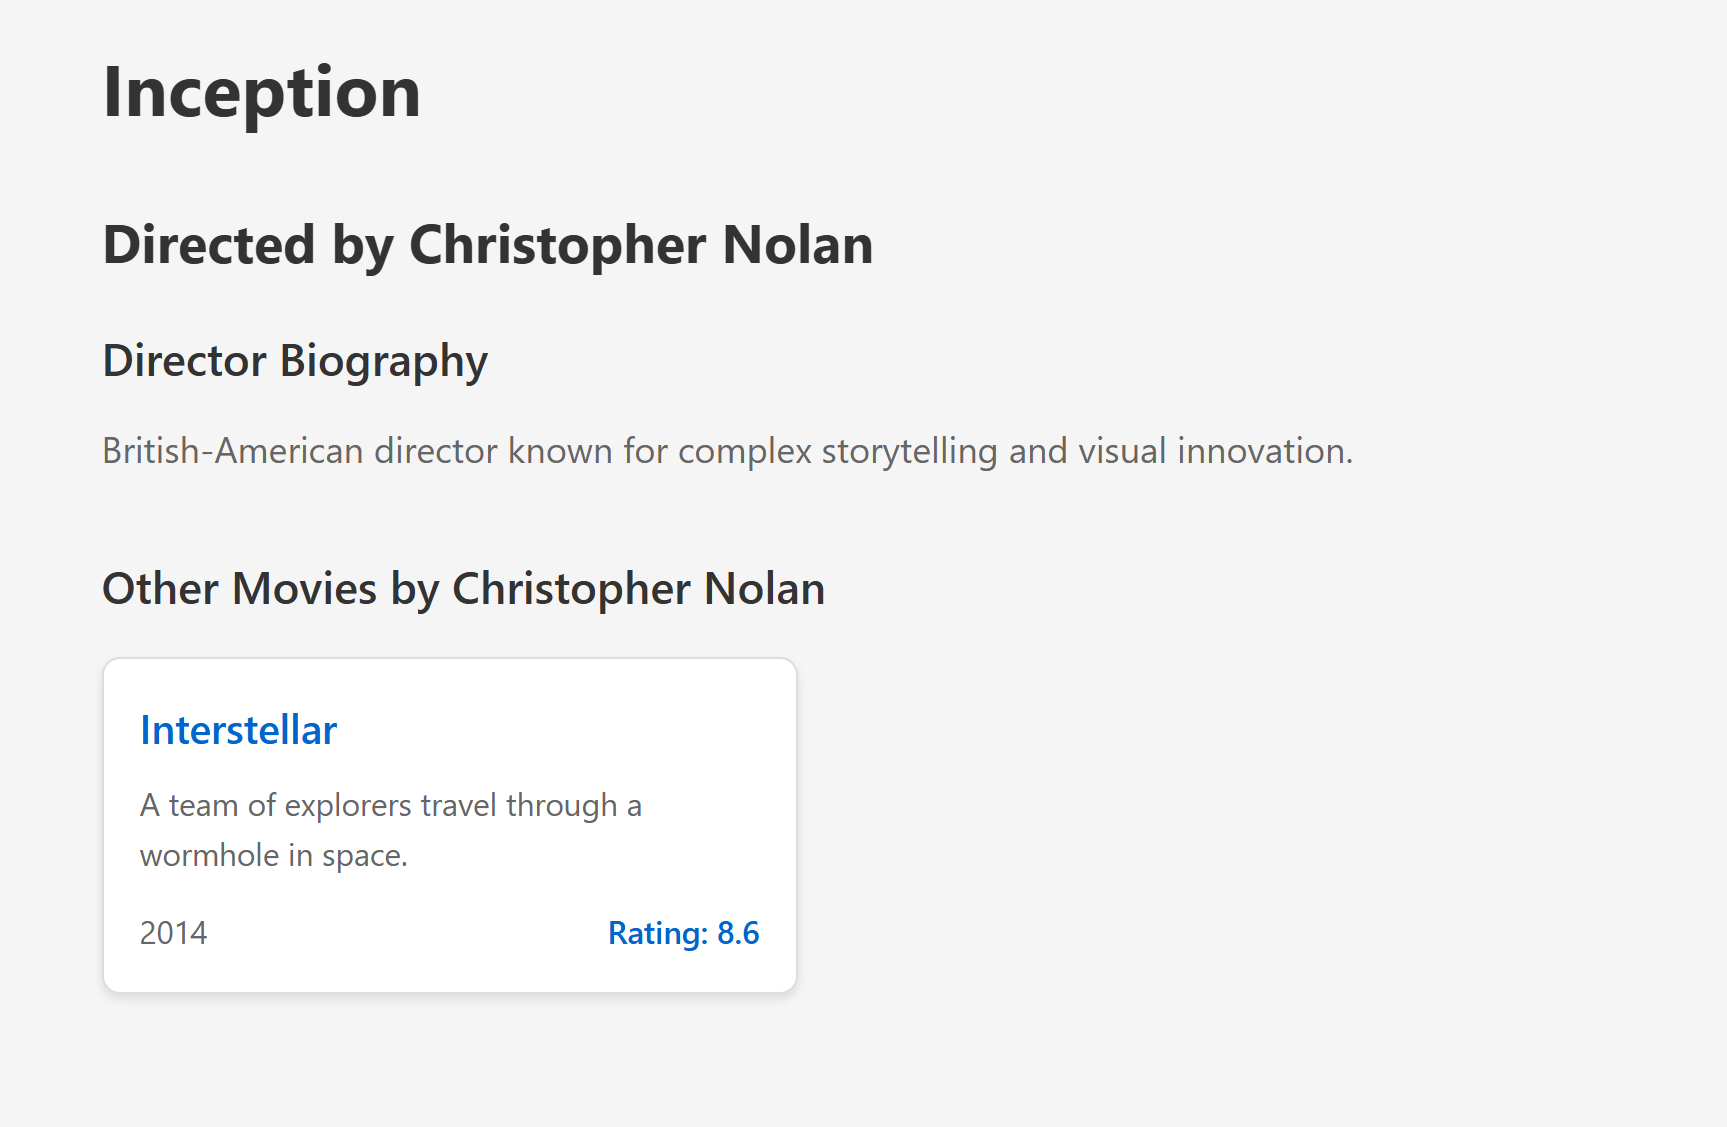 Inception
Directed by Christopher Nolan
Director Biography
British-American director known for complex storytelling and visual innovation.
Other Movies by Christopher Nolan
Interstellar
A team of explorers travel through a
wormhole in space.
2014 Rating: 8.6